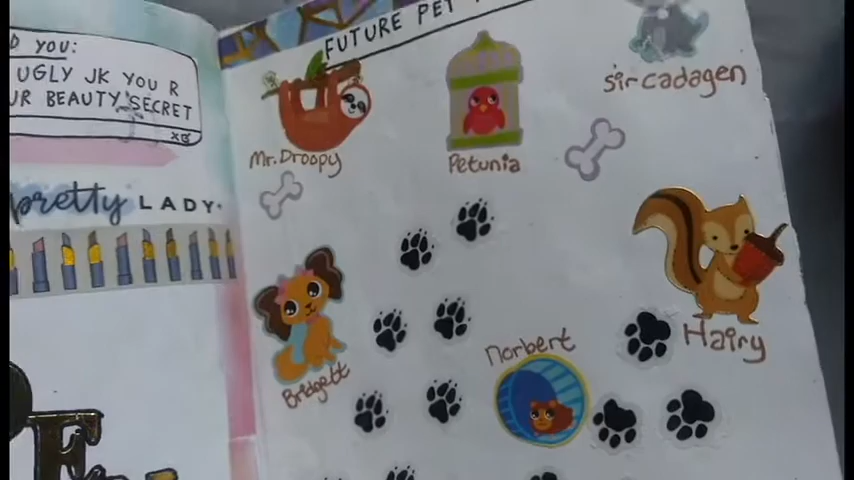 YOU:
UGLY JK YOU R
BEAUTY SECRET
XO
pretty LADY.
F
FUTURE PET
Mr. Droopy
Petunia
sir-cadagen
Bridgett
Norbert
Hairy